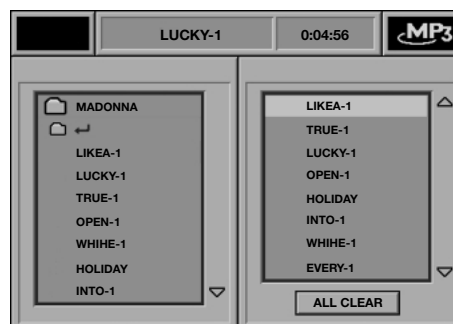 LUCKY-1 0:04:56 MP3
MADONNA
LIKEA-1
LUCKY-1
TRUE-1
OPEN-1
WHIHE-1
HOLIDAY
INTO-1
LIKEA-1
TRUE-1
LUCKY-1
OPEN-1
HOLIDAY
INTO-1
WHIHE-1
EVERY-1
ALL CLEAR